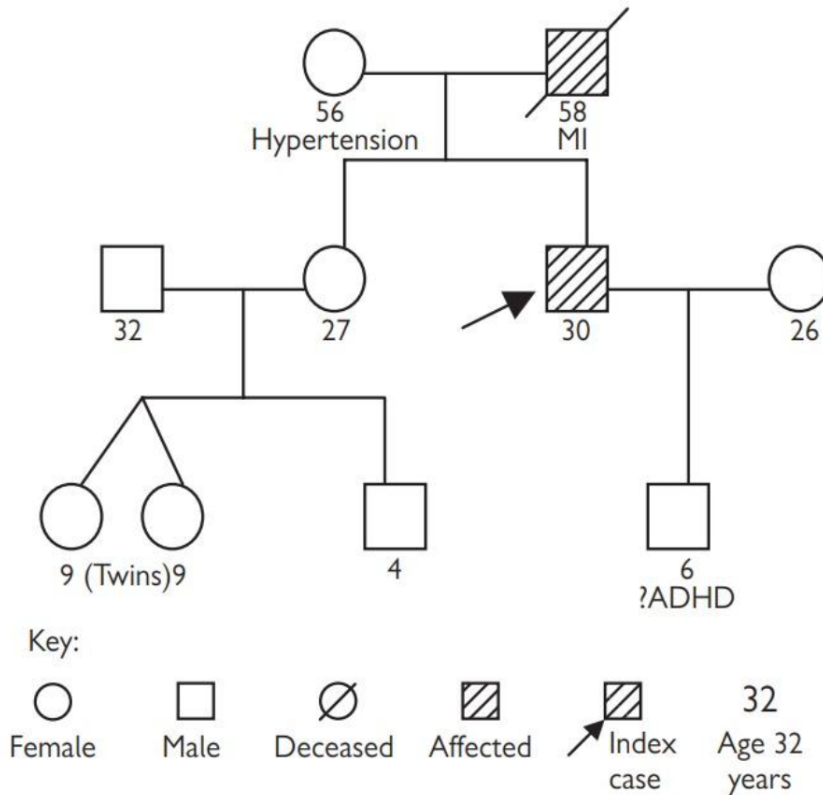 56 58
Hypertension MI
32 27 30 26
9 (Twins)9 4 6
?ADHD
Key:
32
Female Male Deceased Affected Index Age 32
case years